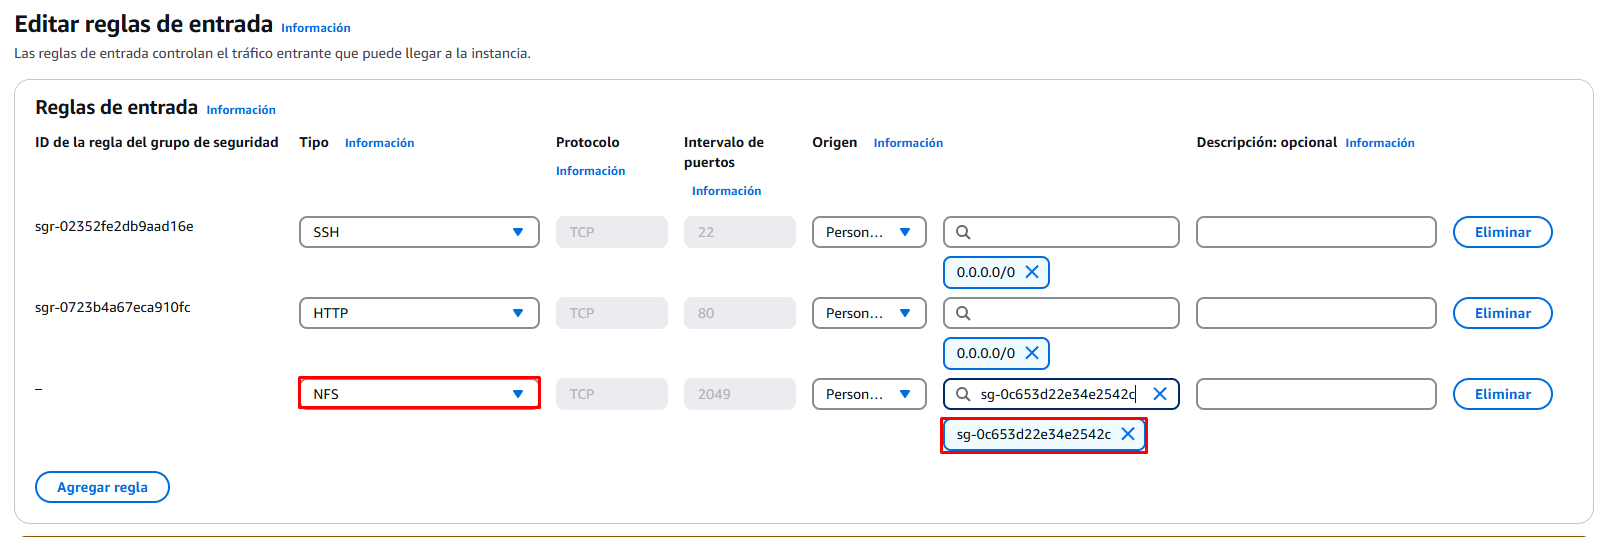 Editar reglas de entrada Información
Las reglas de entrada controlan el tráfico entrante que puede llegar a la instancia.
Reglas de entrada Información
ID de la regla del grupo de seguridad Tipo Información Protocolo Información Intervalo de puertos Información Origen Información Descripción: opcional Información
sgr-02352fe2db9aad16e SSH TCP 22 Person... Eliminar
0.0.0.0/0
sgr-0723b4a67eca910fc HTTP TCP 80 Person... Eliminar
0.0.0.0/0
– NFS TCP 2049 Person... sg-0c653d22e34e2542c Eliminar
sg-0c653d22e34e2542c
Agregar regla